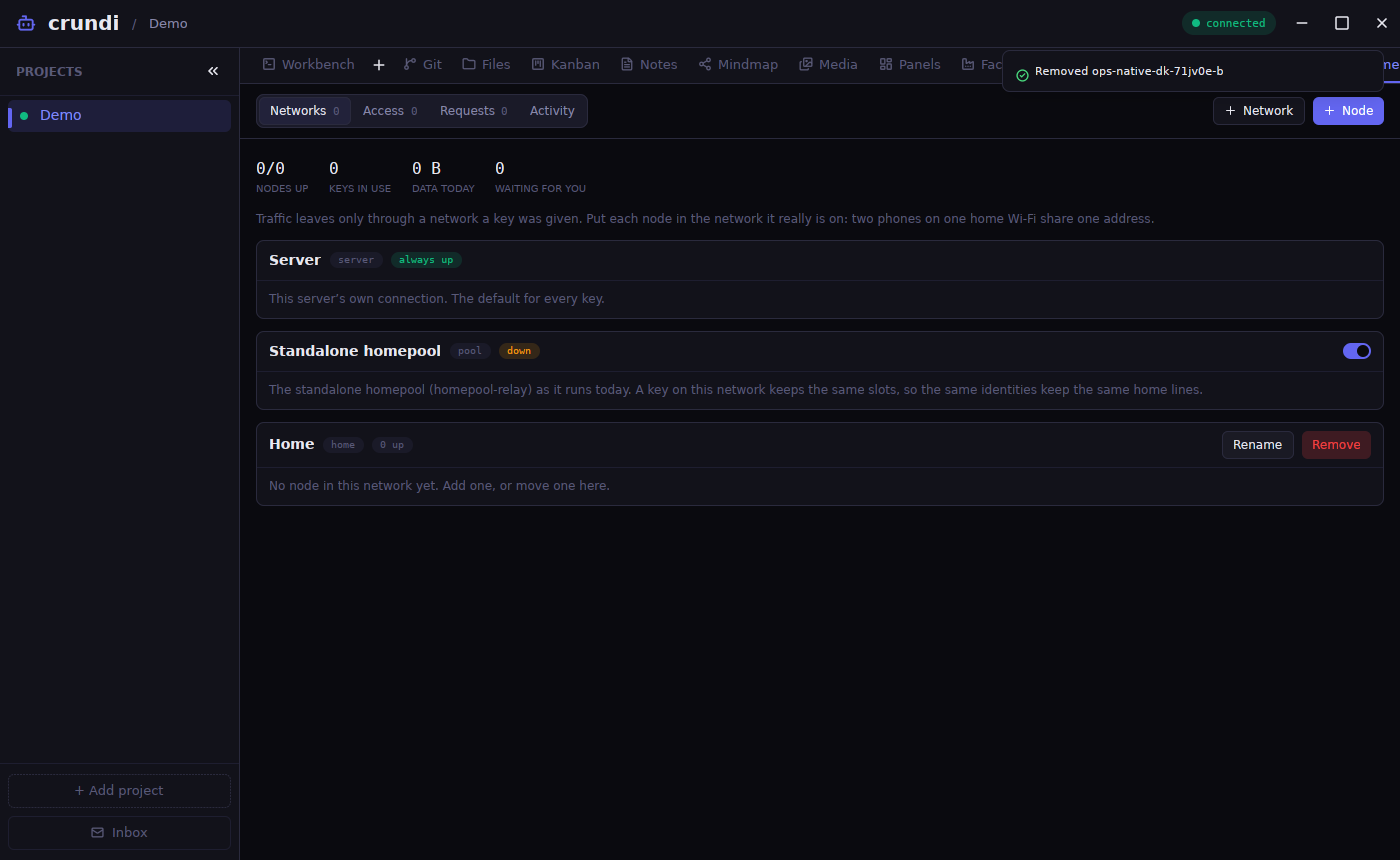 crundi / Demo
connected
PROJECTS
Demo
+ Add project
Inbox
Workbench
Git
Files
Kanban
Notes
Mindmap
Media
Panels
Removed ops-native-dk-71jv0e-b
Networks 0
Access 0
Requests 0
Activity
+ Network
+ Node
0/0
NODES UP
0
KEYS IN USE
0 B
DATA TODAY
0
WAITING FOR YOU
Traffic leaves only through a network a key was given. Put each node in the network it really is on: two phones on one home Wi-Fi share one address.
Server server always up
This server’s own connection. The default for every key.
Standalone homepool pool down
The standalone homepool (homepool-relay) as it runs today. A key on this network keeps the same slots, so the same identities keep the same home lines.
Home home 0 up
Rename
Remove
No node in this network yet. Add one, or move one here.